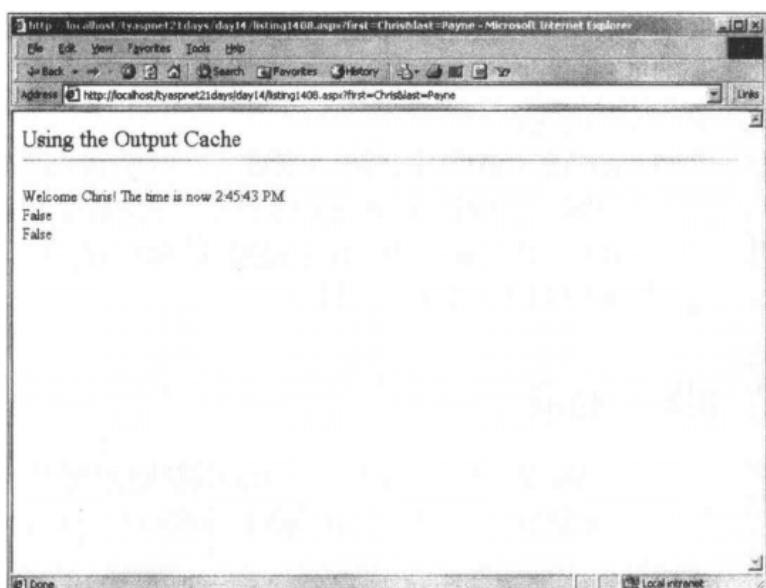 http://localhost/tyaspnet21days/day14/listing1408.aspx?first=Chris&last=Payne - Microsoft Internet Explorer
File Edit View Favorites Tools Help
Back Search Favorites History
Address http://localhost/tyaspnet21days/day14/listing1408.aspx?first=Chris&last=Payne Links
Using the Output Cache
Welcome Chris! The time is now 2:45:43 PM
False
False
Done Local intranet